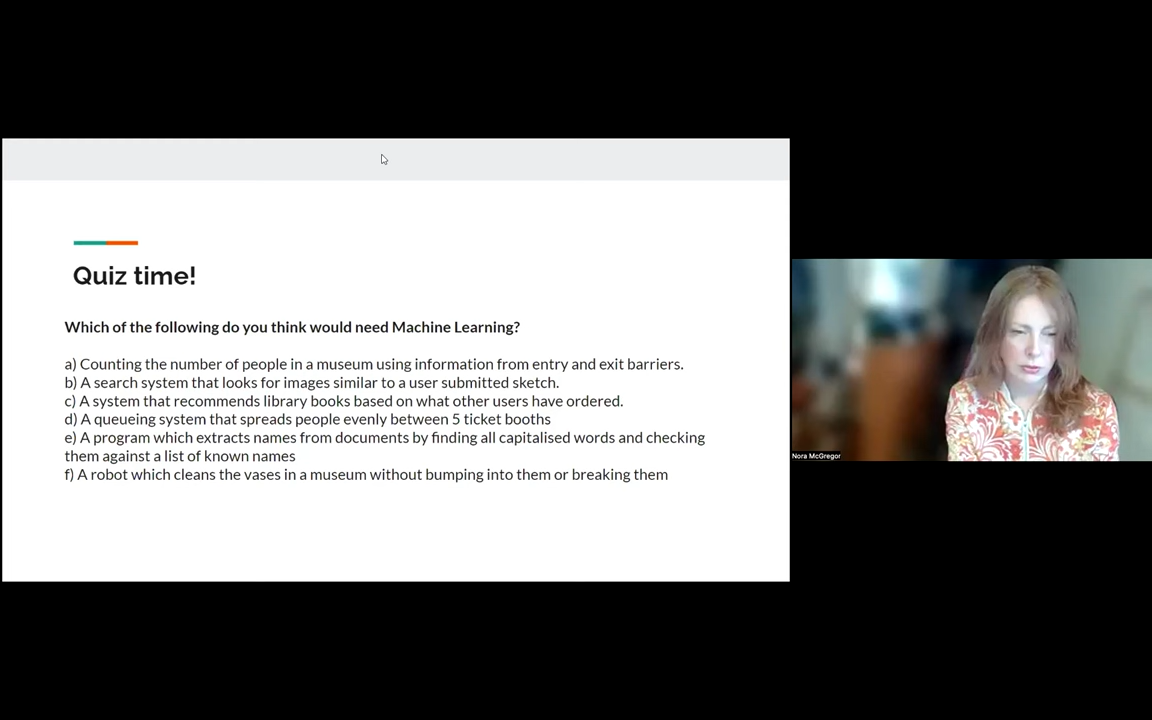 Quiz time!
Which of the following do you think would need Machine Learning?
a) Counting the number of people in a museum using information from entry and exit barriers.
b) A search system that looks for images similar to a user submitted sketch.
c) A system that recommends library books based on what other users have ordered.
d) A queueing system that spreads people evenly between 5 ticket booths
e) A program which extracts names from documents by finding all capitalised words and checking
them against a list of known names
f) A robot which cleans the vases in a museum without bumping into them or breaking them
Nora McGregor